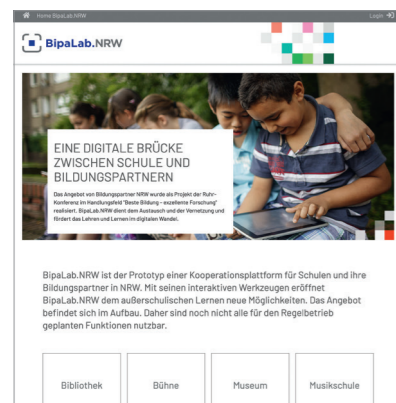 Home BipaLab.NRW
Login
BipaLab.NRW
EINE DIGITALE BRÜCKE
ZWISCHEN SCHULE UND
BILDUNGSPARTNERN
Das Angebot von Bildungspartner NRW wurde als Projekt der Ruhr-
Konferenz im Handlungsfeld "Beste Bildung - exzellente Forschung"
realisiert. BipaLab.NRW dient dem Austausch und der Vernetzung und
fördert das Lehren und Lernen im digitalen Wandel.
BipaLab.NRW ist der Prototyp einer Kooperationsplattform für Schulen und ihre
Bildungspartner in NRW. Mit seinen interaktiven Werkzeugen eröffnet
BipaLab.NRW dem außerschulischen Lernen neue Möglichkeiten. Das Angebot
befindet sich im Aufbau. Daher sind noch nicht alle für den Regelbetrieb
geplanten Funktionen nutzbar.
Bibliothek
Bühne
Museum
Musikschule